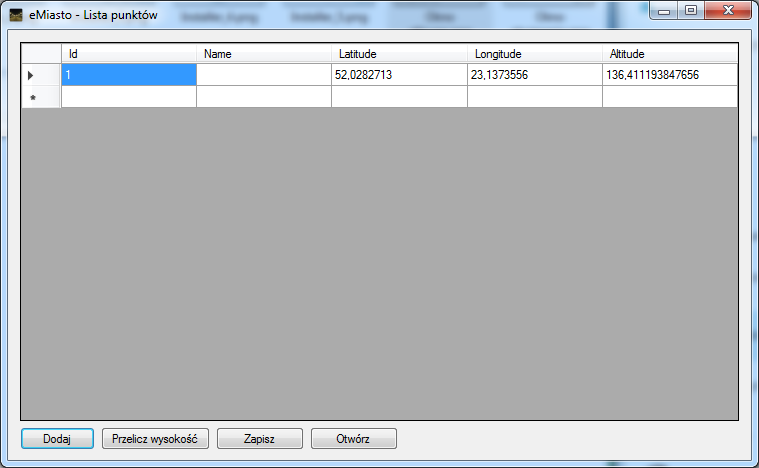 eMiasto - Lista punktów
Id Name Latitude Longitude Altitude
1 52,0282713 23,1373556 136,411193847656
*
Dodaj Przelicz wysokość Zapisz Otwórz